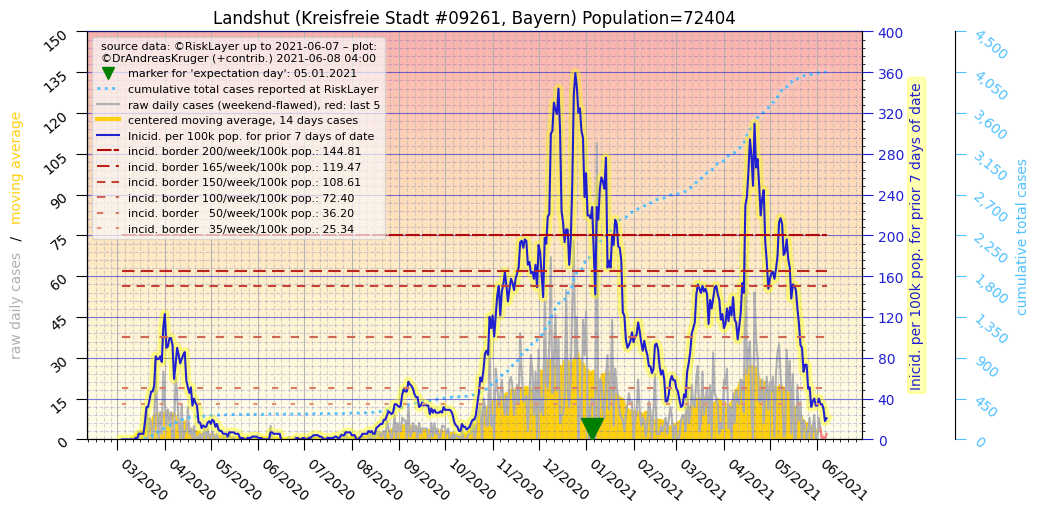 Landshut (Kreisfreie Stadt #09261, Bayern) Population=72404
source data: ©RiskLayer up to 2021-06-07 – plot:
©DrAndreasKruger (+contrib.) 2021-06-08 04:00
marker for 'expectation day': 05.01.2021
cumulative total cases reported at RiskLayer
raw daily cases (weekend-flawed), red: last 5
centered moving average, 14 days cases
Inicid. per 100k pop. for prior 7 days of date
incid. border 200/week/100k pop.: 144.81
incid. border 165/week/100k pop.: 119.47
incid. border 150/week/100k pop.: 108.61
incid. border 100/week/100k pop.: 72.40
incid. border   50/week/100k pop.: 36.20
incid. border   35/week/100k pop.: 25.34
raw daily cases / moving average
150
135
120
105
90
75
60
45
30
15
0
03/2020
04/2020
05/2020
06/2020
07/2020
08/2020
09/2020
10/2020
11/2020
12/2020
01/2021
02/2021
03/2021
04/2021
05/2021
06/2021
400
360
320
280
240
200
160
120
80
40
0
Inicid. per 100k pop. for prior 7 days of date
4,500
4,050
3,600
3,150
2,700
2,250
1,800
1,350
900
450
0
cumulative total cases